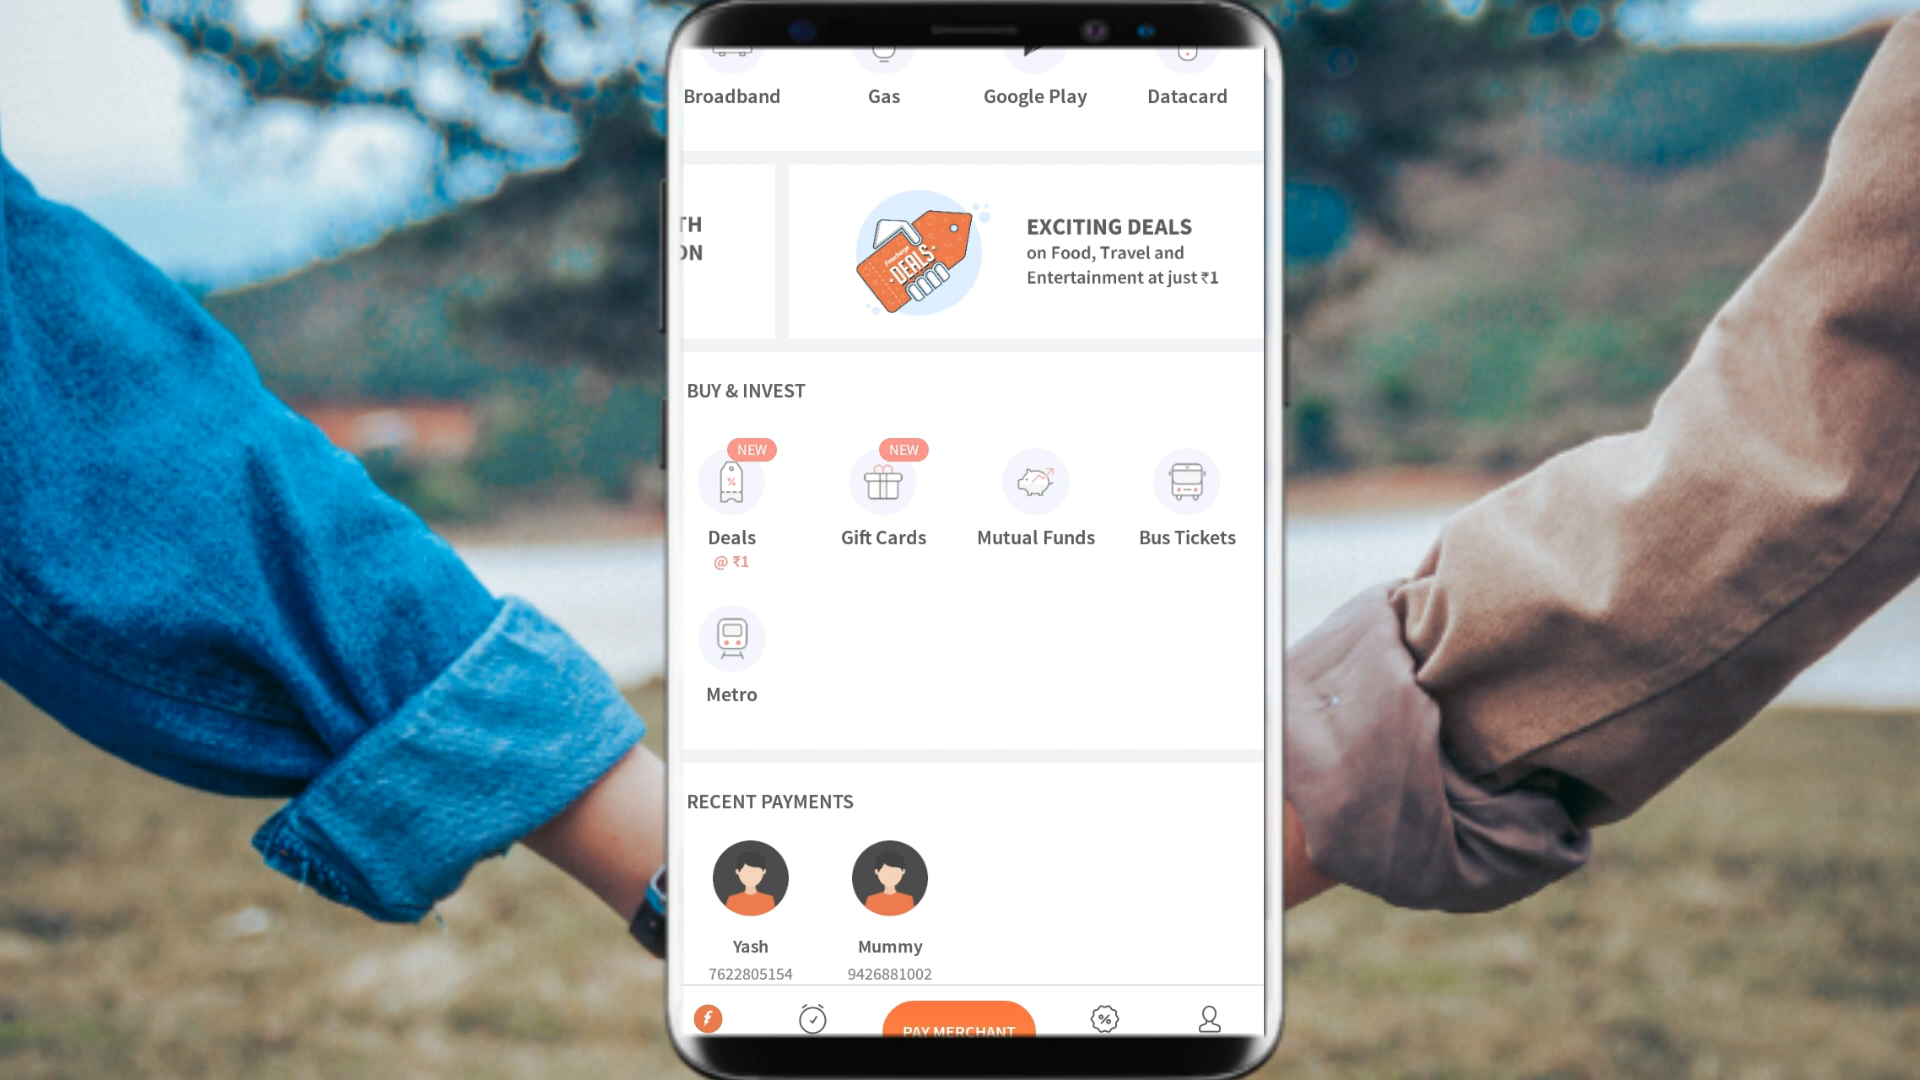 Broadband Gas Google Play Datacard
TH
ON
EXCITING DEALS
on Food, Travel and
Entertainment at just ₹1
DEALS
BUY & INVEST
NEW NEW
Deals Gift Cards Mutual Funds Bus Tickets
@ ₹1
Metro
RECENT PAYMENTS
Yash Mummy
7622805154 9426881002
PAY MERCHANT